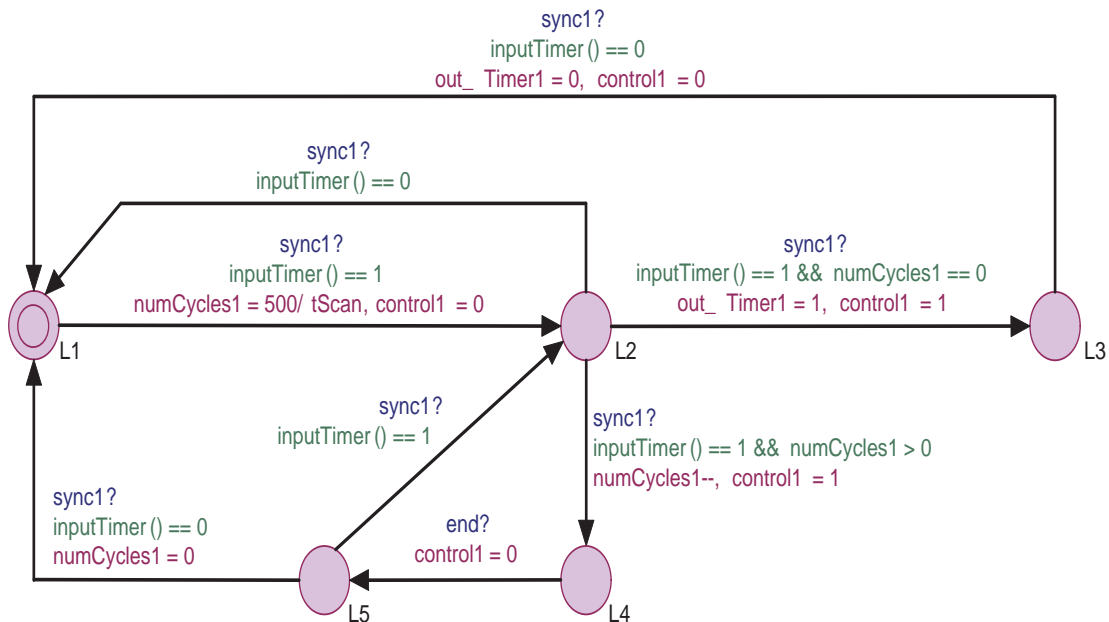 sync1?
inputTimer () == 0
out_ Timer1 = 0, control1 = 0
sync1?
inputTimer () == 0
sync1?
inputTimer () == 1
numCycles1 = 500/ tScan, control1 = 0
sync1?
inputTimer () == 1 && numCycles1 == 0
out_ Timer1 = 1, control1 = 1
L1
L2
L3
sync1?
inputTimer () == 1
sync1?
inputTimer () == 1 && numCycles1 > 0
numCycles1--, control1 = 1
sync1?
inputTimer () == 0
numCycles1 = 0
end?
control1 = 0
L5
L4